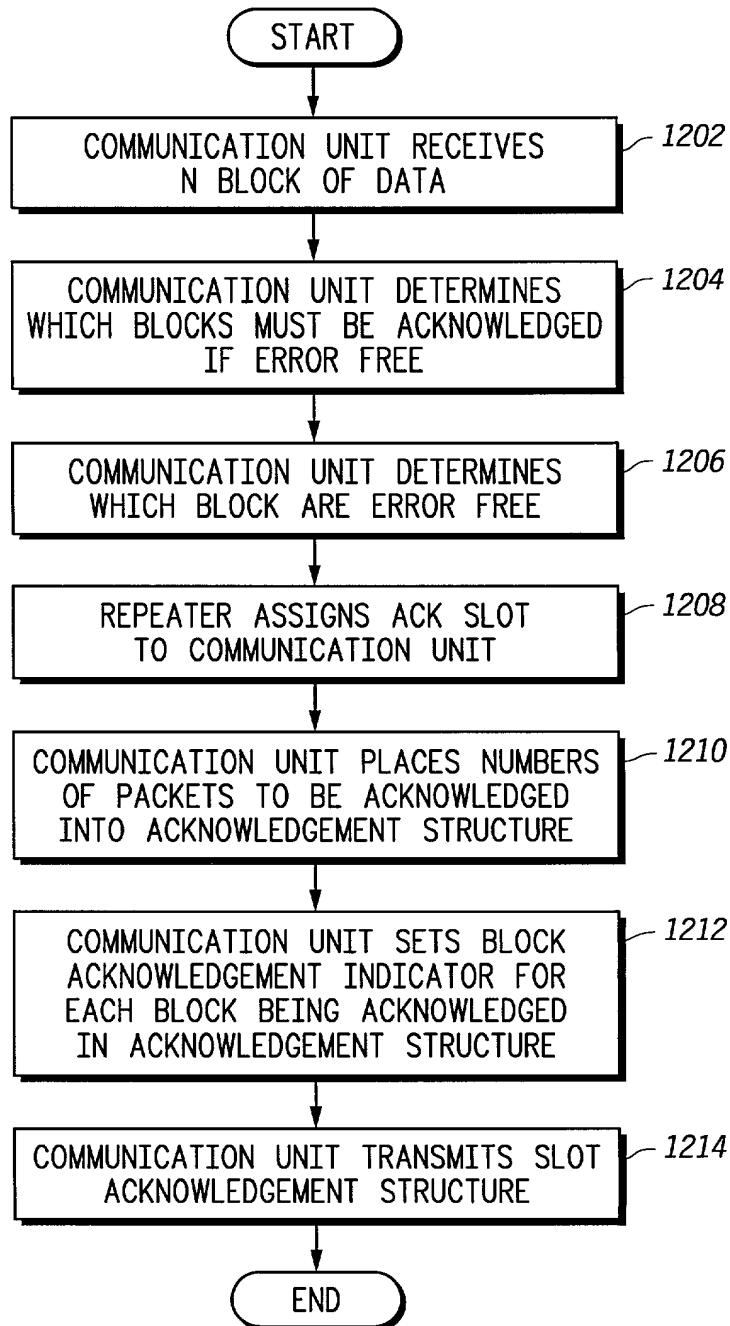 START
COMMUNICATION UNIT RECEIVES
N BLOCK OF DATA
1202
COMMUNICATION UNIT DETERMINES
WHICH BLOCKS MUST BE ACKNOWLEDGED
IF ERROR FREE
1204
COMMUNICATION UNIT DETERMINES
WHICH BLOCK ARE ERROR FREE
1206
REPEATER ASSIGNS ACK SLOT
TO COMMUNICATION UNIT
1208
COMMUNICATION UNIT PLACES NUMBERS
OF PACKETS TO BE ACKNOWLEDGED
INTO ACKNOWLEDGEMENT STRUCTURE
1210
COMMUNICATION UNIT SETS BLOCK
ACKNOWLEDGEMENT INDICATOR FOR
EACH BLOCK BEING ACKNOWLEDGED
IN ACKNOWLEDGEMENT STRUCTURE
1212
COMMUNICATION UNIT TRANSMITS SLOT
ACKNOWLEDGEMENT STRUCTURE
1214
END